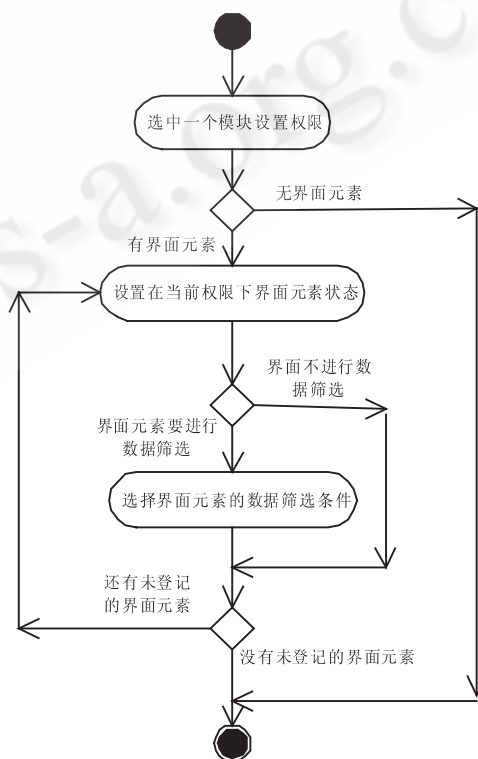 选中一个模块设置权限
无界面元素
有界面元素
设置在当前权限下界面元素状态
界面不进行数
据筛选
界面元素要进行
数据筛选
选择界面元素的数据筛选条件
还有未登记
的界面元素
没有未登记的界面元素
s-a.org.c